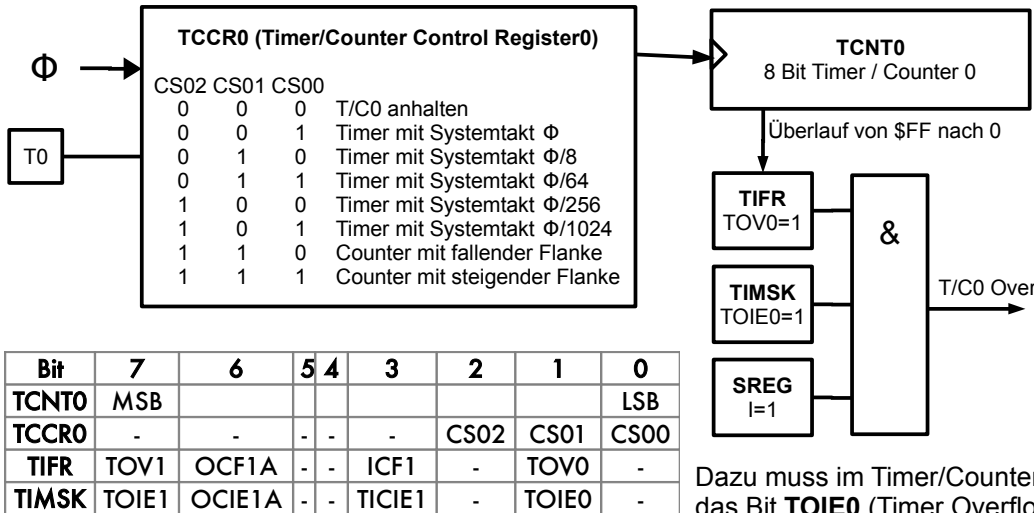 TCCR0 (Timer/Counter Control Register0)
Φ
CS02 CS01 CS00
0 0 0 T/C0 anhalten
0 0 1 Timer mit Systemtakt Φ
0 1 0 Timer mit Systemtakt Φ/8
0 1 1 Timer mit Systemtakt Φ/64
1 0 0 Timer mit Systemtakt Φ/256
1 0 1 Timer mit Systemtakt Φ/1024
1 1 0 Counter mit fallender Flanke
1 1 1 Counter mit steigender Flanke
T0
TCNT0
8 Bit Timer / Counter 0
Überlauf von $FF nach 0
TIFR
TOV0=1
TIMSK
TOIE0=1
SREG
I=1
&
T/C0 Over
Bit 7 6 5 4 3 2 1 0
TCNT0 MSB LSB
TCCR0 - - - - - CS02 CS01 CS00
TIFR TOV1 OCF1A - - ICF1 - TOV0 -
TIMSK TOIE1 OCIE1A - - TICIE1 - TOIE0 -
Dazu muss im Timer/Counter
das Bit TOIE0 (Timer Overflo